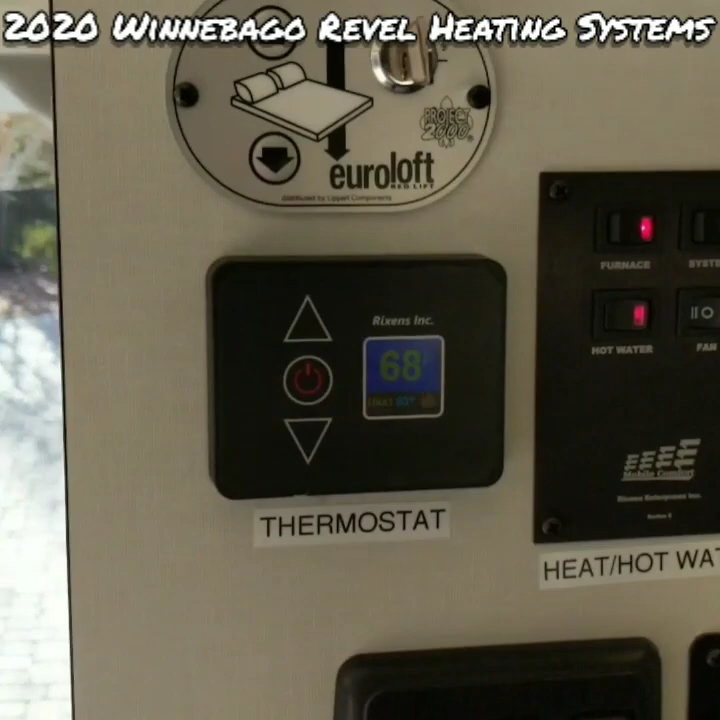 2020 Winnebago Revel Heating Systems
PROJECT
2000
euroloft
BED LIFT
distributed by Lippert Components
Rixens Inc.
68
FURNACE
SYSTE
HOT WATER
FAN
Mobile Comfort
Rixens Enterprises Inc.
THERMOSTAT
HEAT/HOT WAT